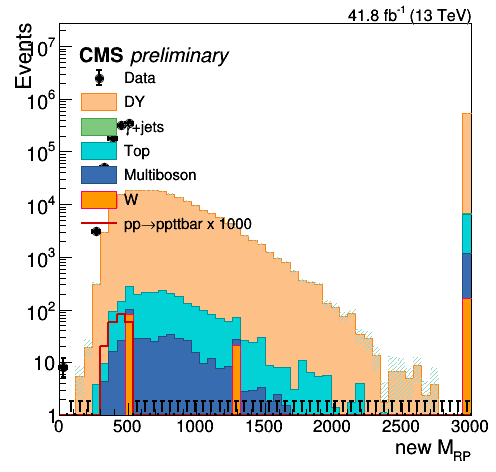 41.8 fb⁻¹ (13 TeV)
Events
CMS preliminary
Data
DY
γ+jets
Top
Multiboson
W
pp→ppttbar x 1000
10⁷
10⁶
10⁵
10⁴
10³
10²
10
1
0 500 1000 1500 2000 2500 3000
new M_RP